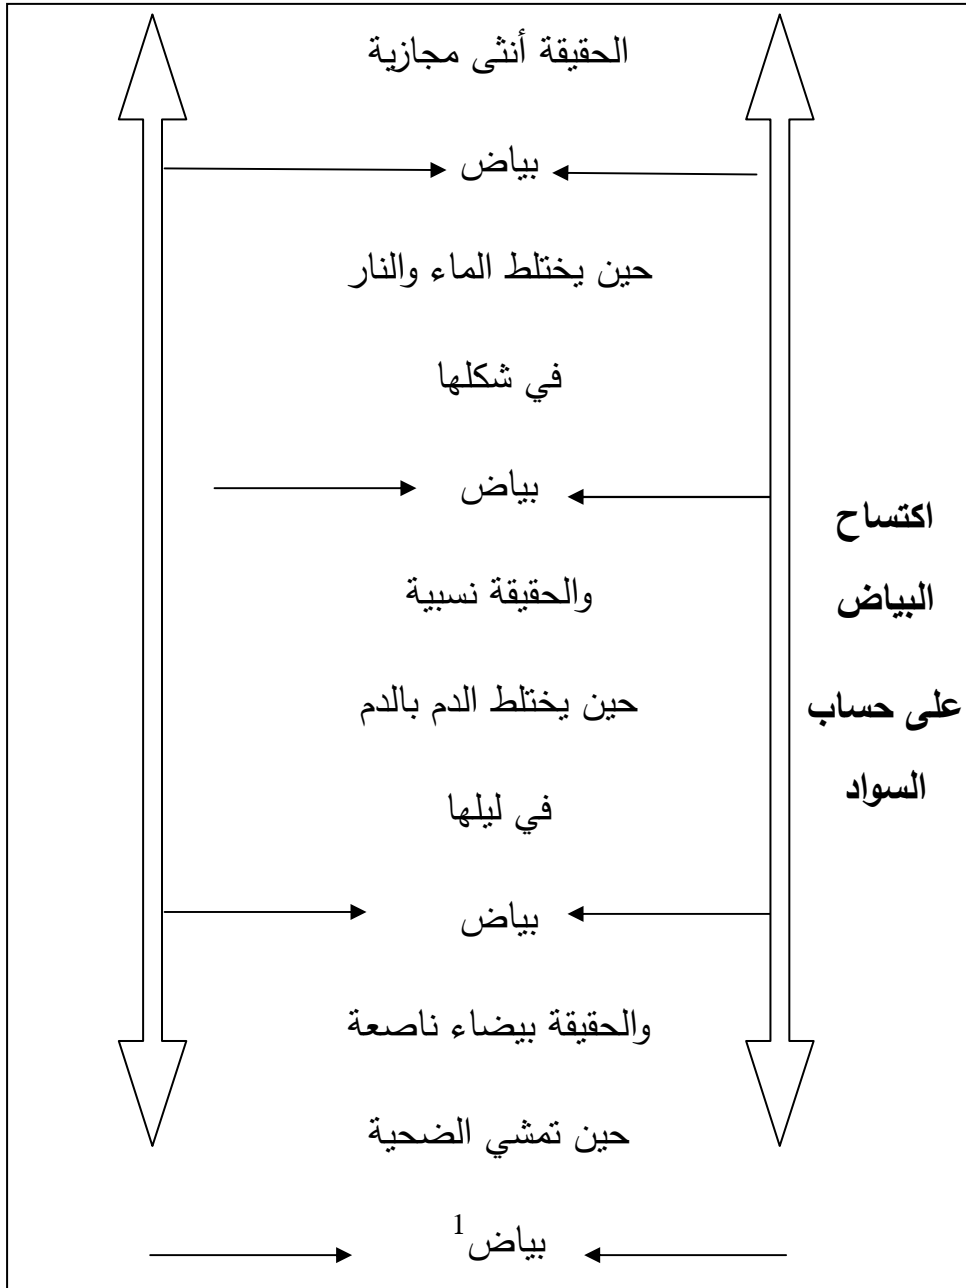 الحقيقة أنثى مجازية
بياض
حين يختلط الماء والنار
في شكلها
بياض
والحقيقة نسبية
حين يختلط الدم بالدم
في ليلها
بياض
والحقيقة بيضاء ناصعة
حين تمشي الضحية
بياض1
اكتساح
البياض
على حساب
السواد